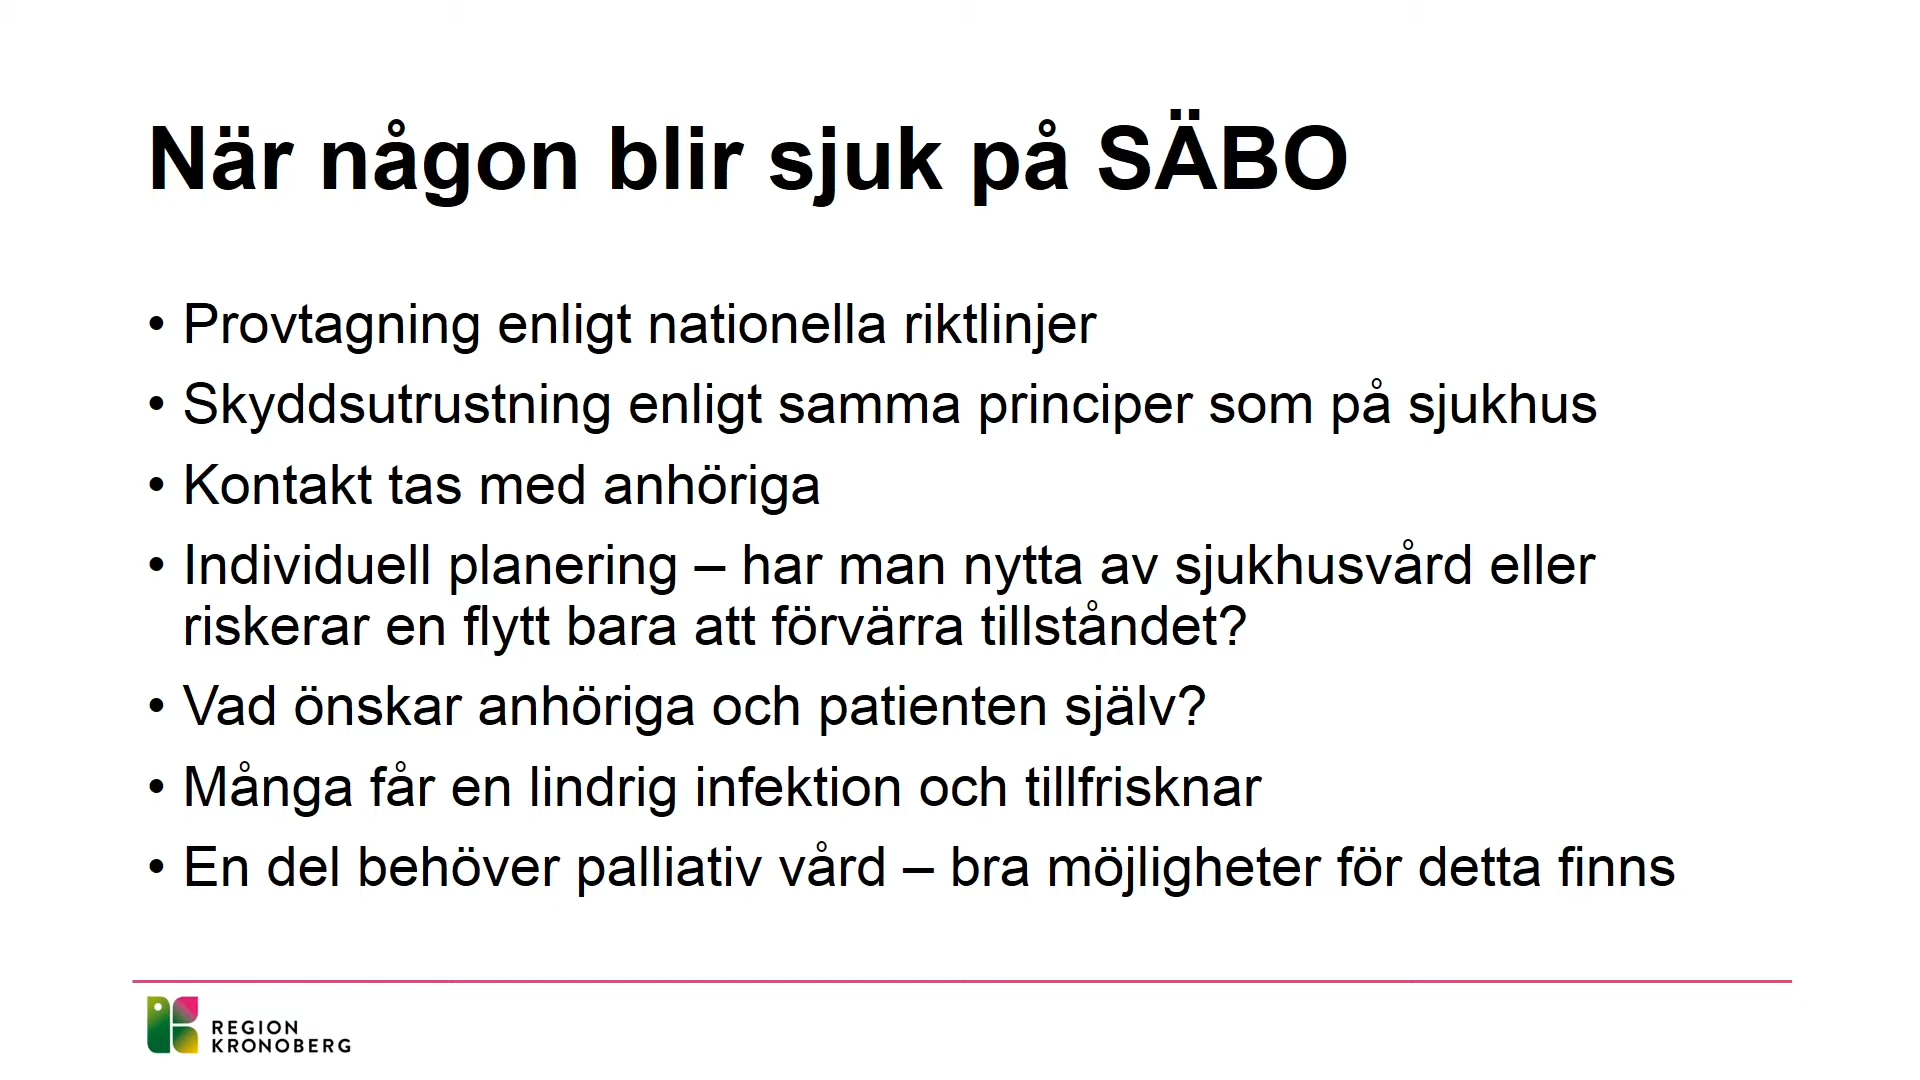 När någon blir sjuk på SÄBO
• Provtagning enligt nationella riktlinjer
• Skyddsutrustning enligt samma principer som på sjukhus
• Kontakt tas med anhöriga
• Individuell planering – har man nytta av sjukhusvård eller
riskerar en flytt bara att förvärra tillståndet?
• Vad önskar anhöriga och patienten själv?
• Många får en lindrig infektion och tillfrisknar
• En del behöver palliativ vård – bra möjligheter för detta finns
REGION
KRONOBERG